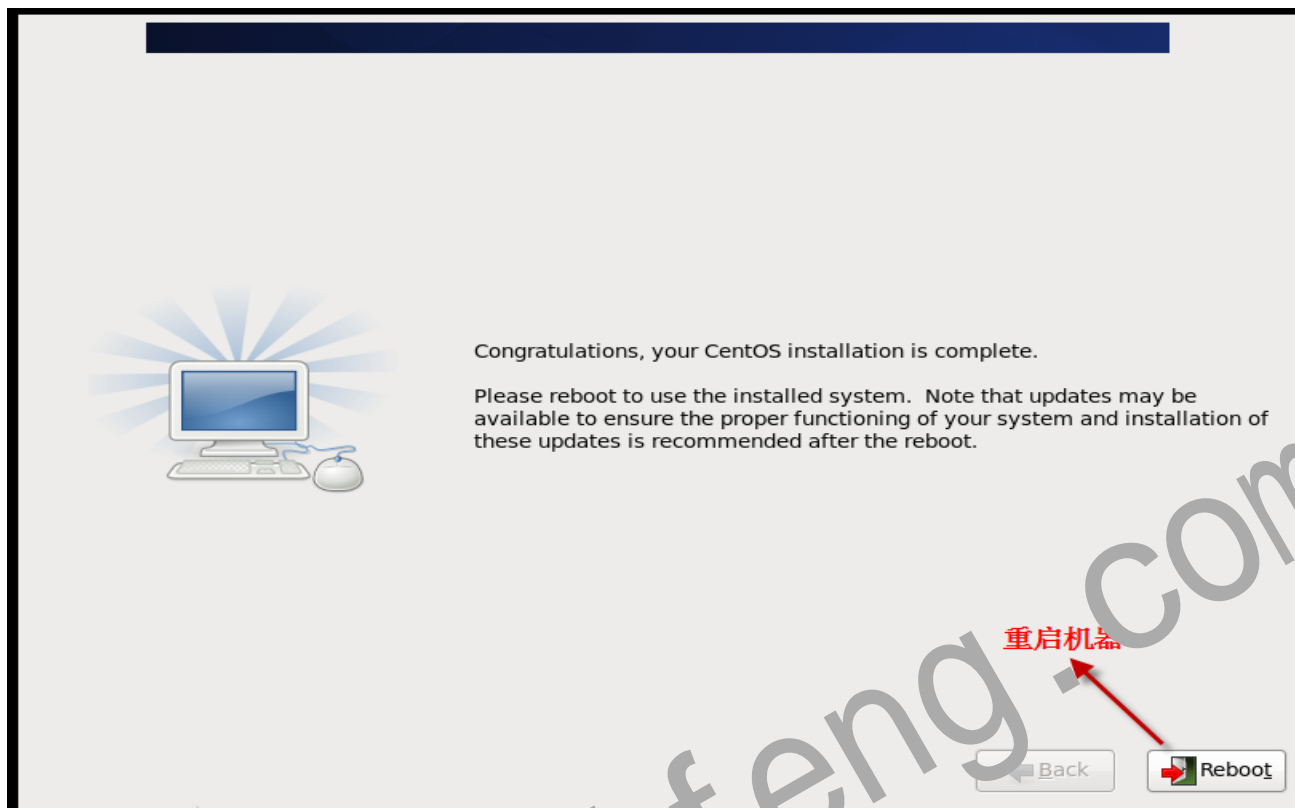 Congratulations, your CentOS installation is complete.
Please reboot to use the installed system.  Note that updates may be
available to ensure the proper functioning of your system and installation of
these updates is recommended after the reboot.
重启机器
feng.com
Back
Reboot